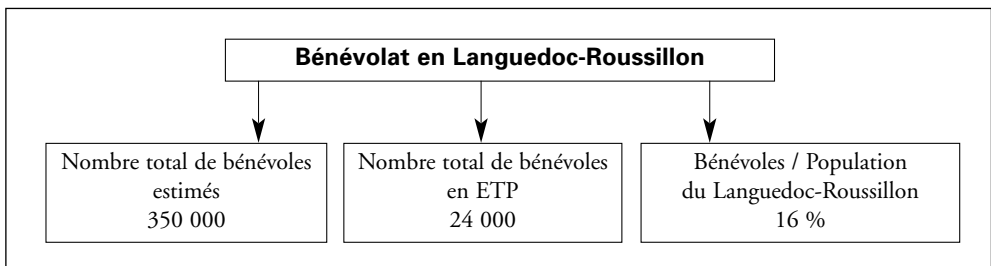 Bénévolat en Languedoc-Roussillon
Nombre total de bénévoles
estimés
350 000
Nombre total de bénévoles
en ETP
24 000
Bénévoles / Population
du Languedoc-Roussillon
16 %